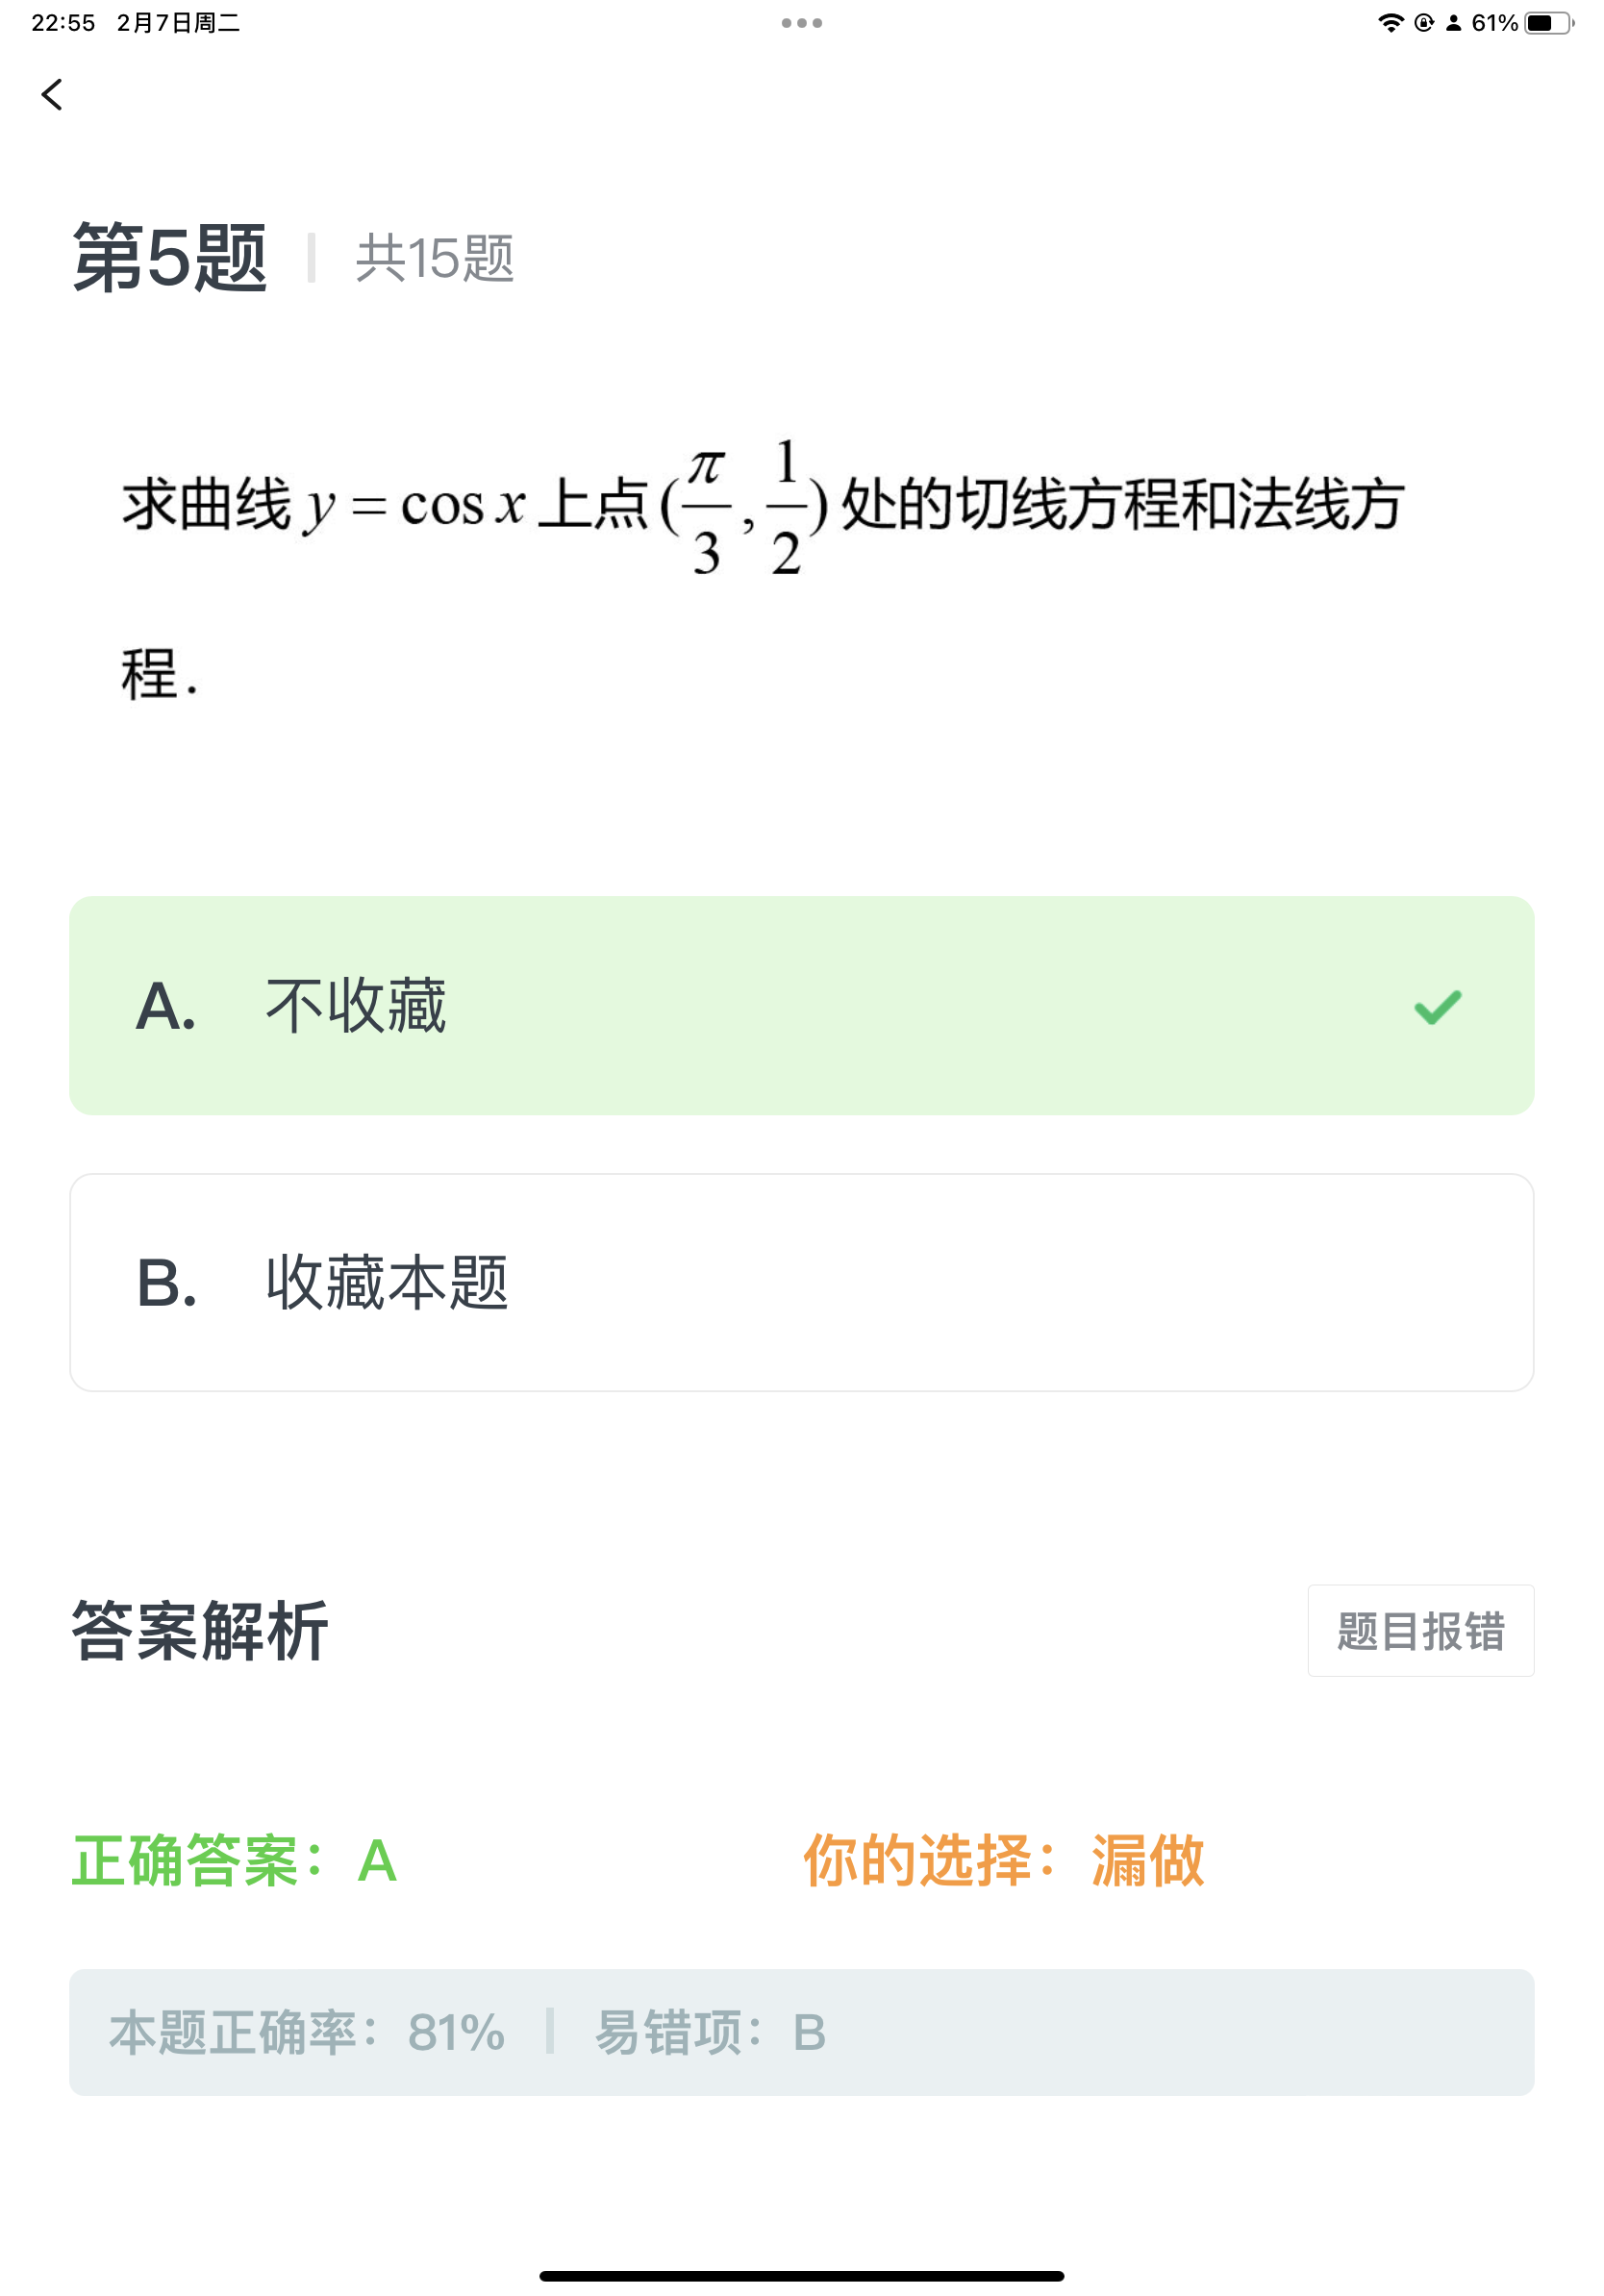 22:55 2月7日周二
61%
第5题 共15题
求曲线 y = cos x 上点 (π/3, 1/2) 处的切线方程和法线方
程.
A. 不收藏
B. 收藏本题
答案解析 题目报错
正确答案：A 你的选择：漏做
本题正确率：81% 易错项：B